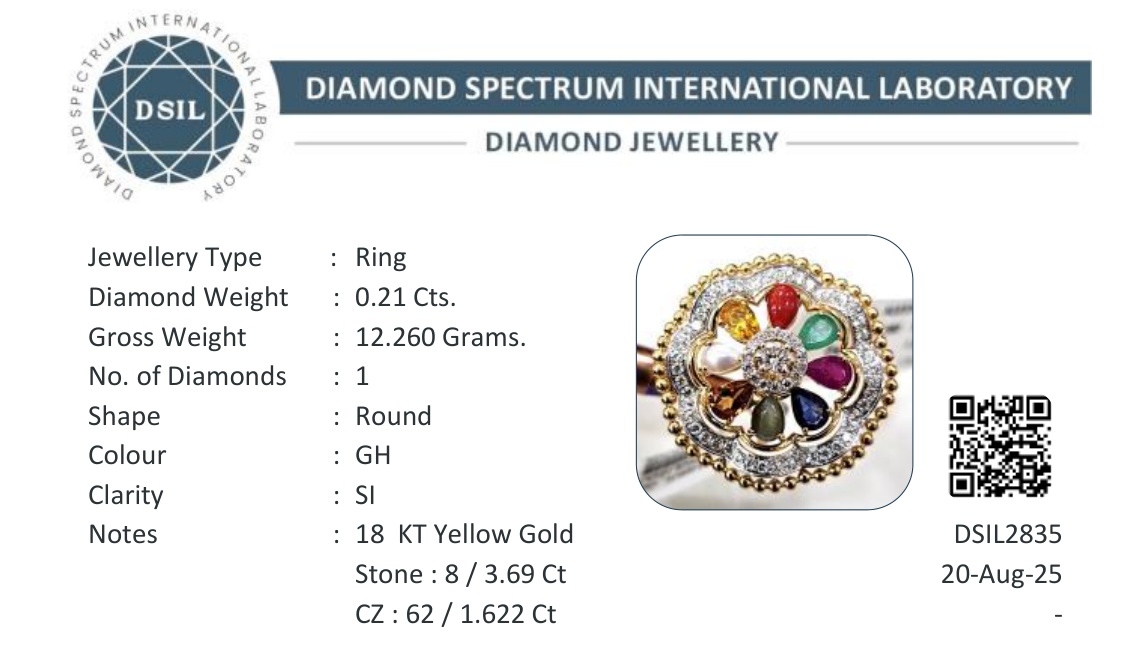 DIAMOND SPECTRUM INTERNATIONAL LABORATORY
DSIL
DIAMOND SPECTRUM INTERNATIONAL LABORATORY
DIAMOND JEWELLERY
Jewellery Type : Ring
Diamond Weight : 0.21 Cts.
Gross Weight : 12.260 Grams.
No. of Diamonds : 1
Shape : Round
Colour : GH
Clarity : SI
Notes : 18 KT Yellow Gold
DSIL2835
Stone : 8 / 3.69 Ct
20-Aug-25
CZ : 62 / 1.622 Ct
-